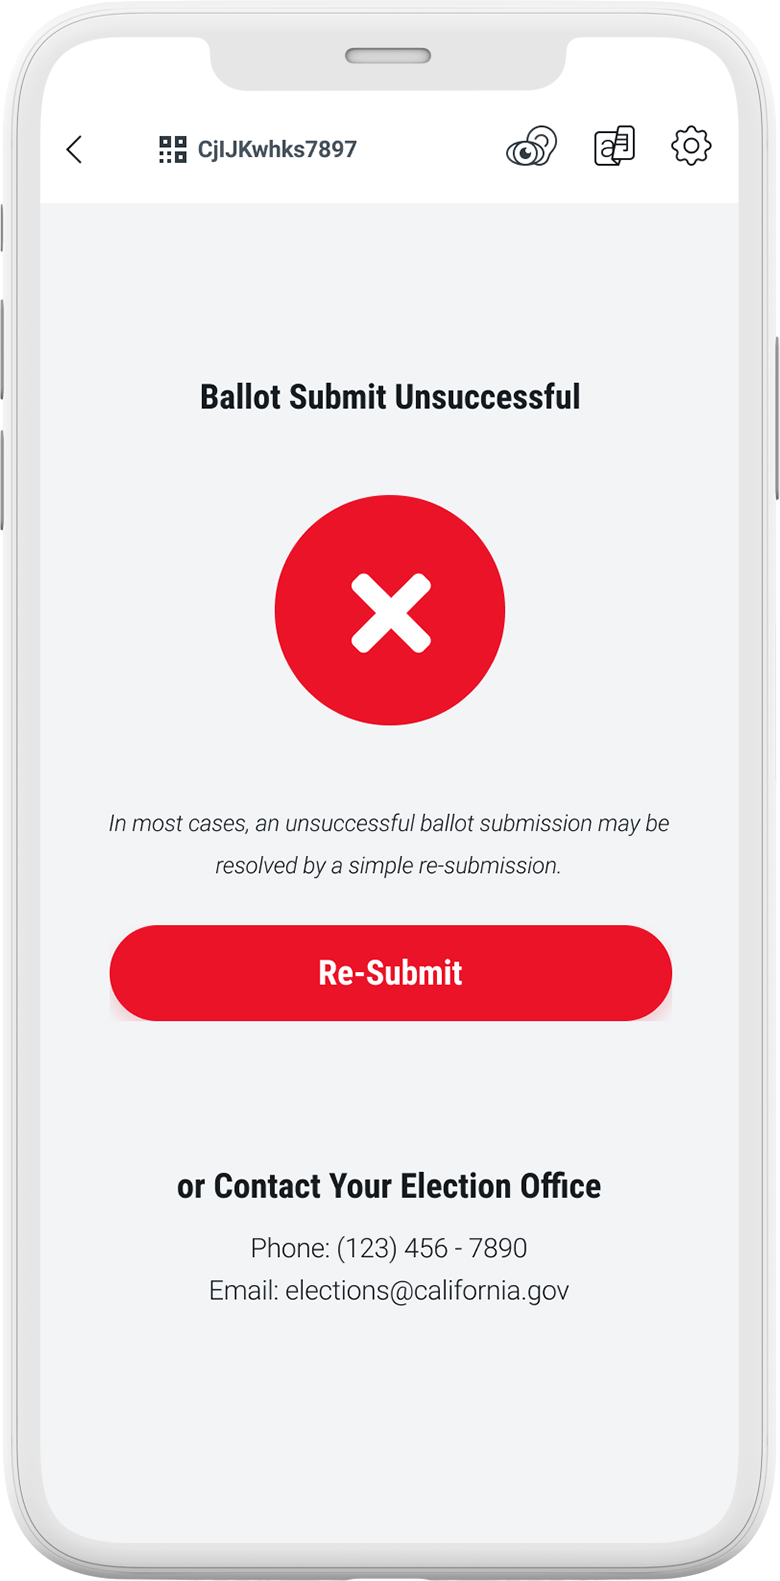 CjIJKwhks7897
Ballot Submit Unsuccessful
In most cases, an unsuccessful ballot submission may be
resolved by a simple re-submission.
Re-Submit
or Contact Your Election Office
Phone: (123) 456 - 7890
Email: elections@california.gov